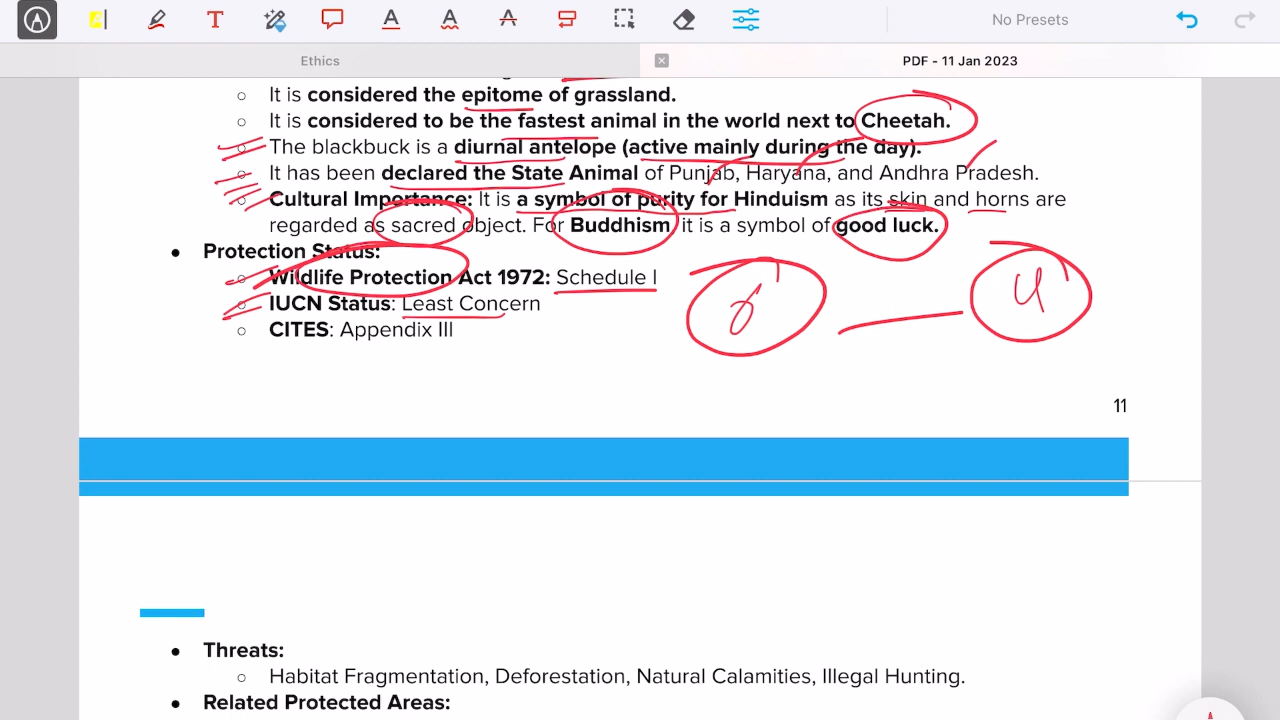 No Presets
Ethics
PDF - 11 Jan 2023
It is considered the epitome of grassland.
It is considered to be the fastest animal in the world next to Cheetah.
The blackbuck is a diurnal antelope (active mainly during the day).
It has been declared the State Animal of Punjab, Haryana, and Andhra Pradesh.
Cultural Importance: It is a symbol of purity for Hinduism as its skin and horns are
regarded as sacred object. For Buddhism it is a symbol of good luck.
Protection Status:
Wildlife Protection Act 1972: Schedule I
IUCN Status: Least Concern
CITES: Appendix III
11
Threats:
Habitat Fragmentation, Deforestation, Natural Calamities, Illegal Hunting.
Related Protected Areas: